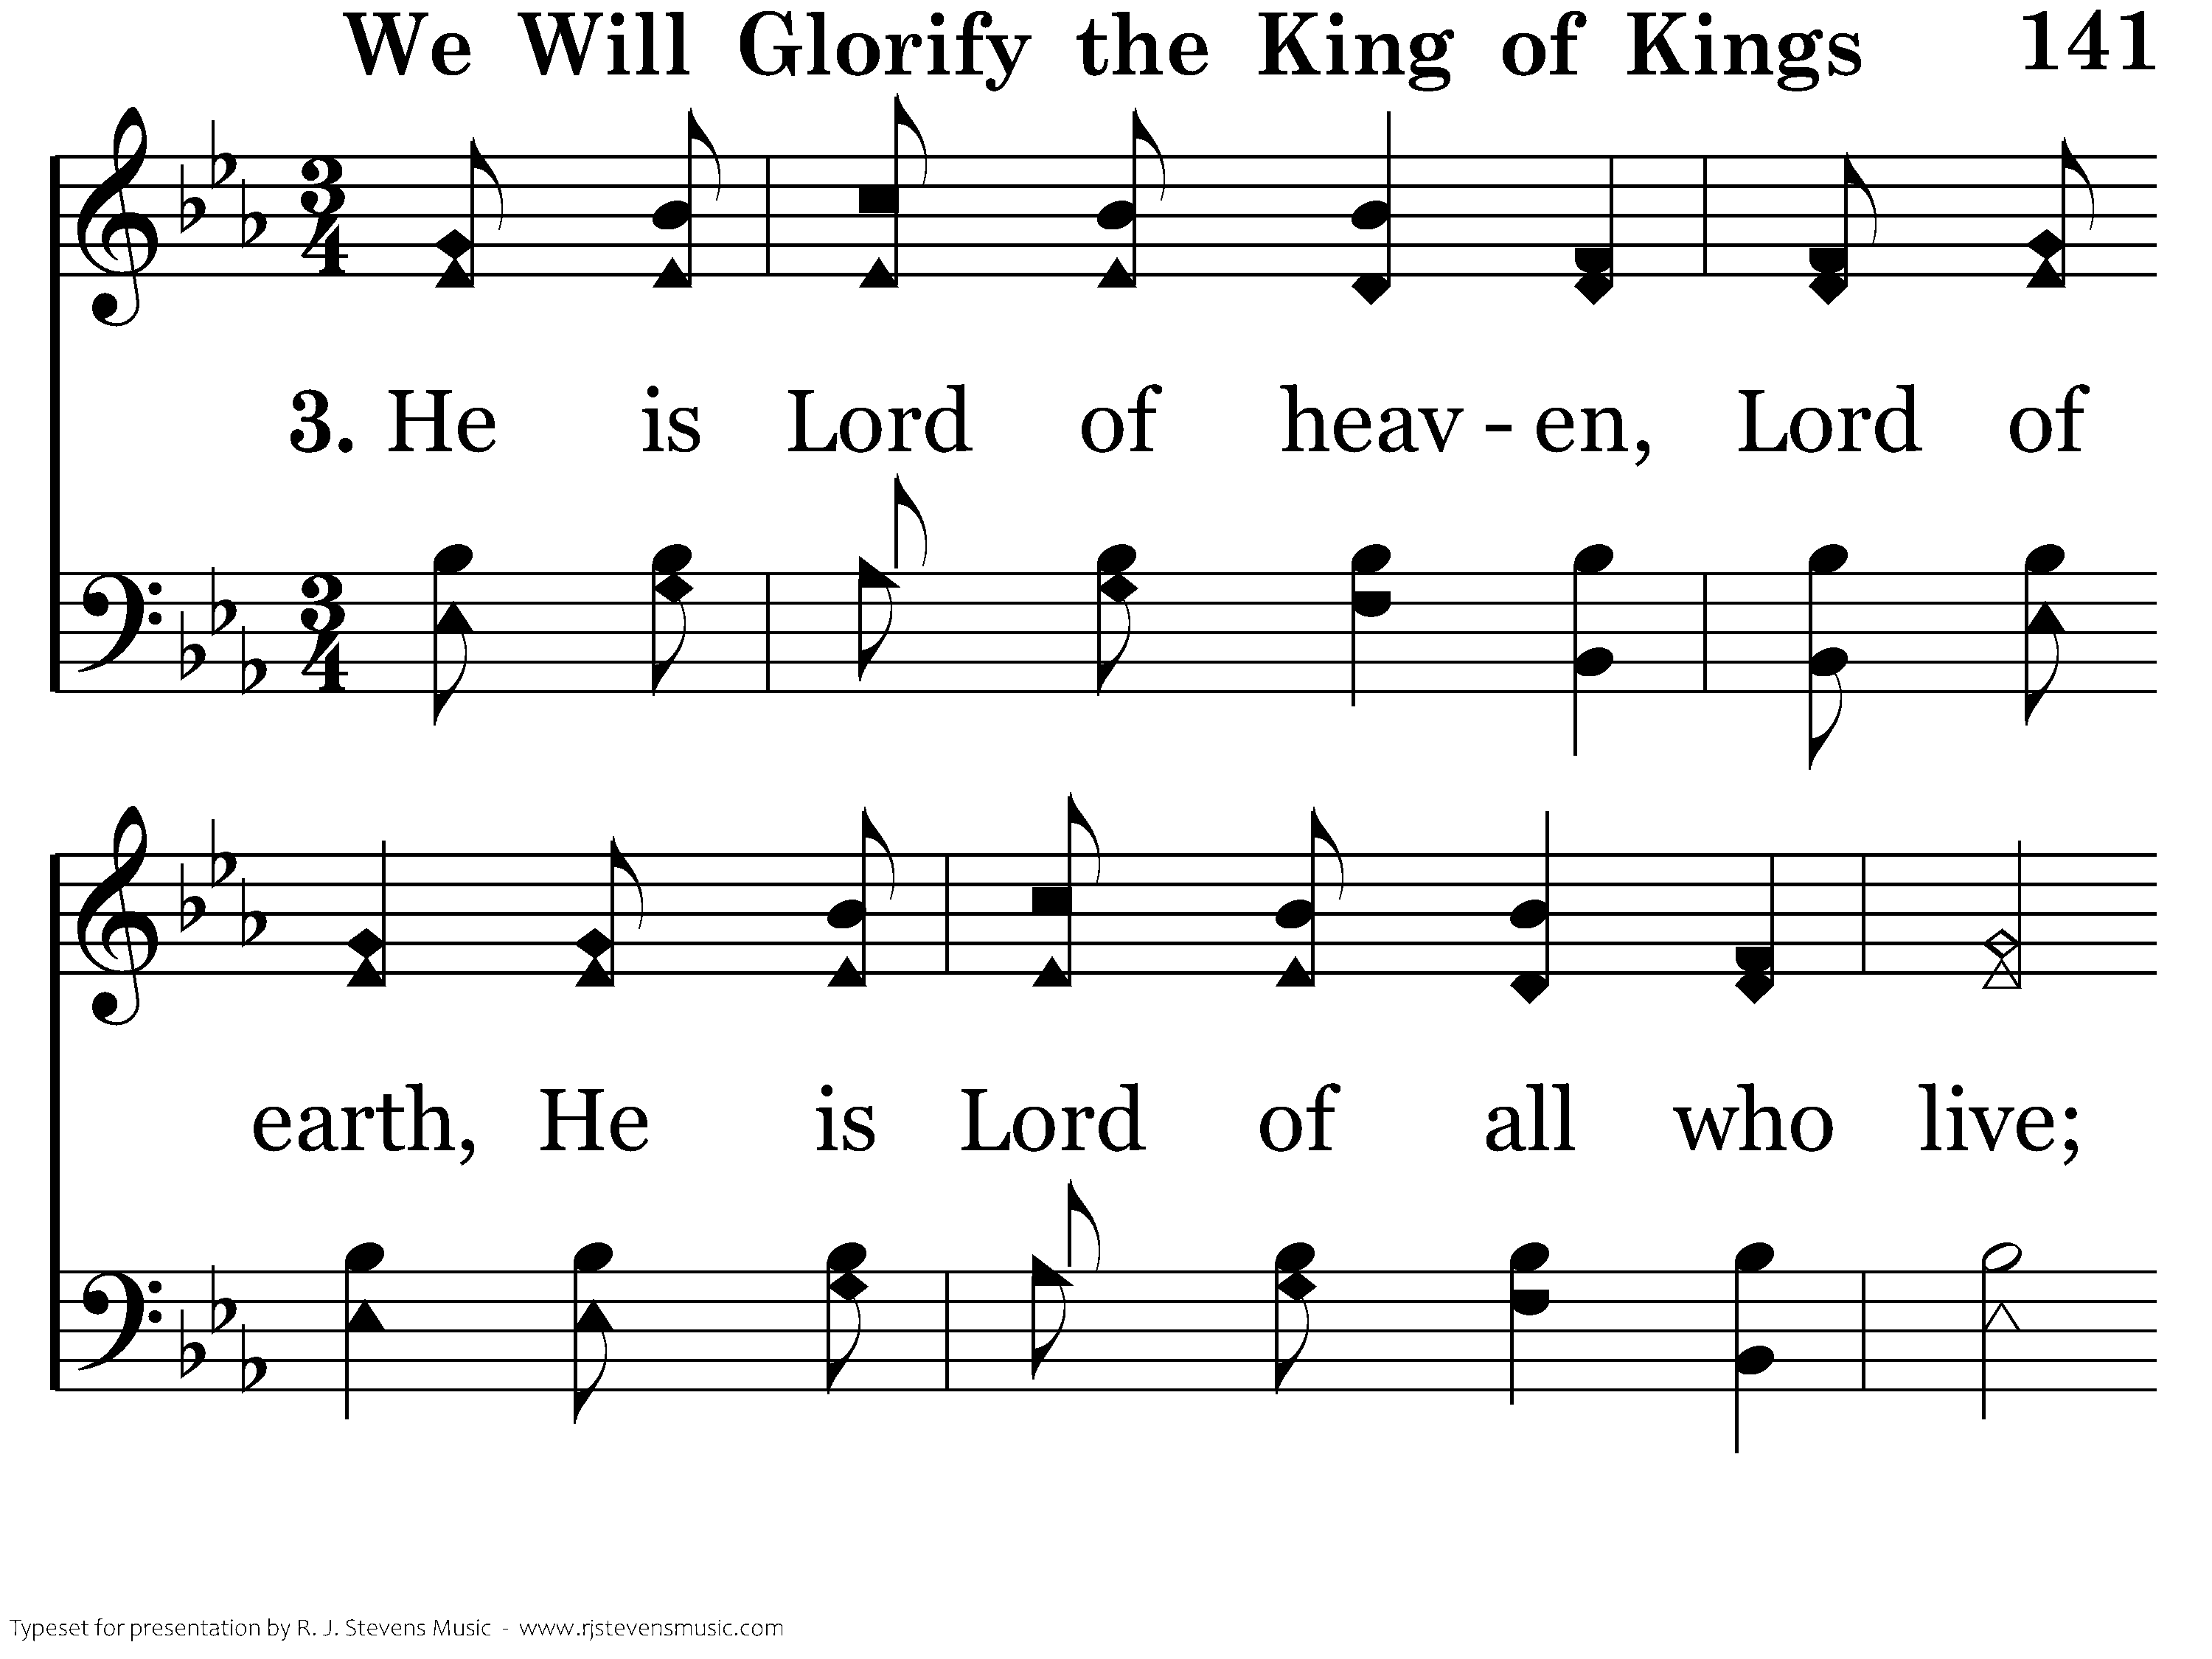 We Will Glorify the King of Kings 141
3. He is Lord of heav - en, Lord of
earth, He is Lord of all who live;
Typeset for presentation by R. J. Stevens Music - www.rjstevensmusic.com